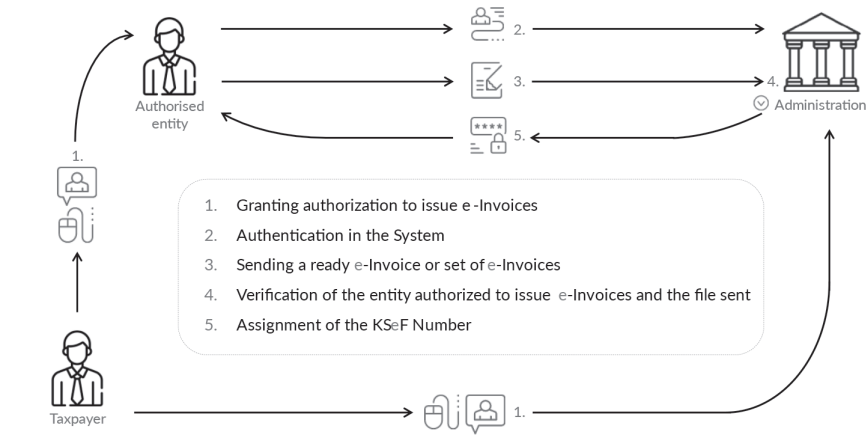 2.
3.
4.
Authorised
entity
Administration
****
5.
1.
1. Granting authorization to issue e-Invoices
2. Authentication in the System
3. Sending a ready e-Invoice or set of e-Invoices
4. Verification of the entity authorized to issue e-Invoices and the file sent
5. Assignment of the KSeF Number
Taxpayer
1.